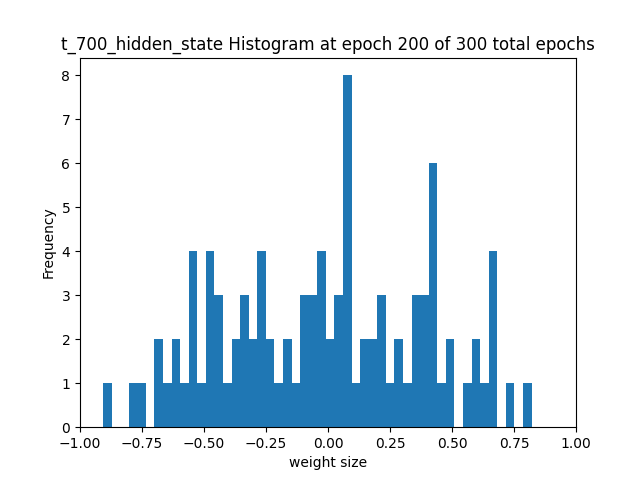 t_700_hidden_state Histogram at epoch 200 of 300 total epochs
8
7
6
5
4
3
2
1
0
Frequency
−1.00 −0.75 −0.50 −0.25 0.00 0.25 0.50 0.75 1.00
weight size